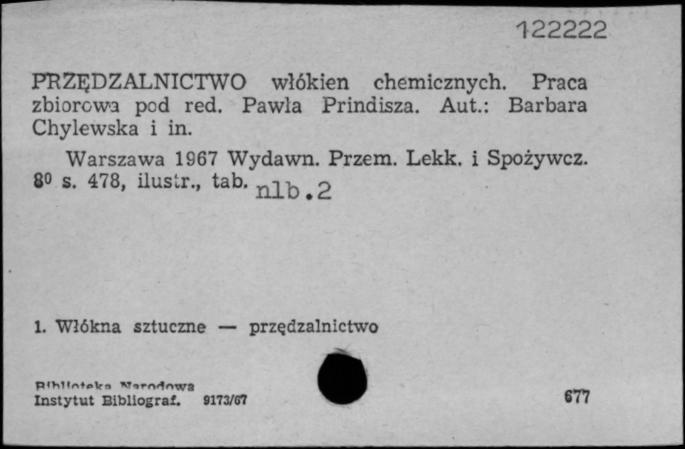 122222
PRZĘDZALNICTWO włókien chemicznych. Praca
zbiorowa pod red. Pawła Prindisza. Aut.: Barbara
Chylewska i in.
Warszawa 1967 Wydawn. Przem. Lekk. i Spożywcz.
8⁰ s. 478, ilustr., tab. nlb.2
1. Włókna sztuczne — przędzalnictwo
Biblioteka Narodowa
Instytut Bibliograf. 9173/67
677